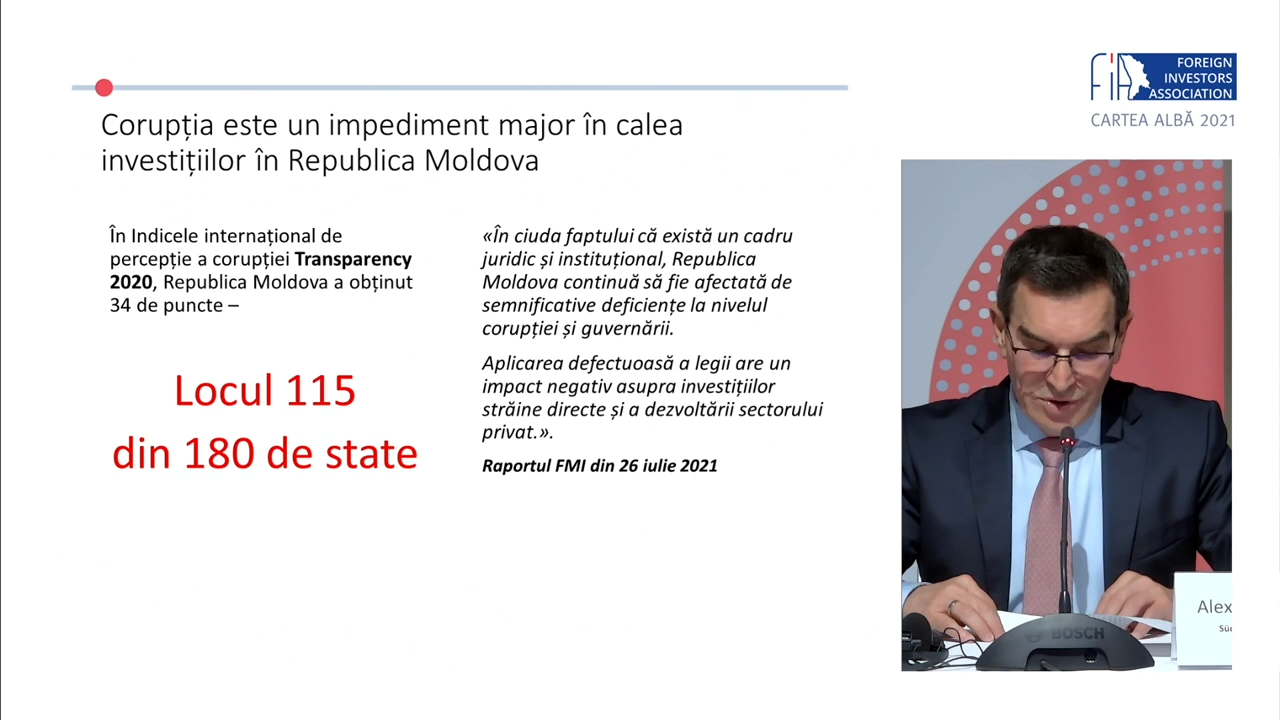 FIA FOREIGN
INVESTORS
ASSOCIATION
CARTEA ALBĂ 2021
Corupția este un impediment major în calea
investițiilor în Republica Moldova
În Indicele internațional de
percepție a corupției Transparency
2020, Republica Moldova a obținut
34 de puncte –
Locul 115
din 180 de state
«În ciuda faptului că există un cadru
juridic și instituțional, Republica
Moldova continuă să fie afectată de
semnificative deficiențe la nivelul
corupției și guvernării.
Aplicarea defectuoasă a legii are un
impact negativ asupra investițiilor
străine directe și a dezvoltării sectorului
privat.».
Raportul FMI din 26 iulie 2021
Alex
Süd
BOSCH